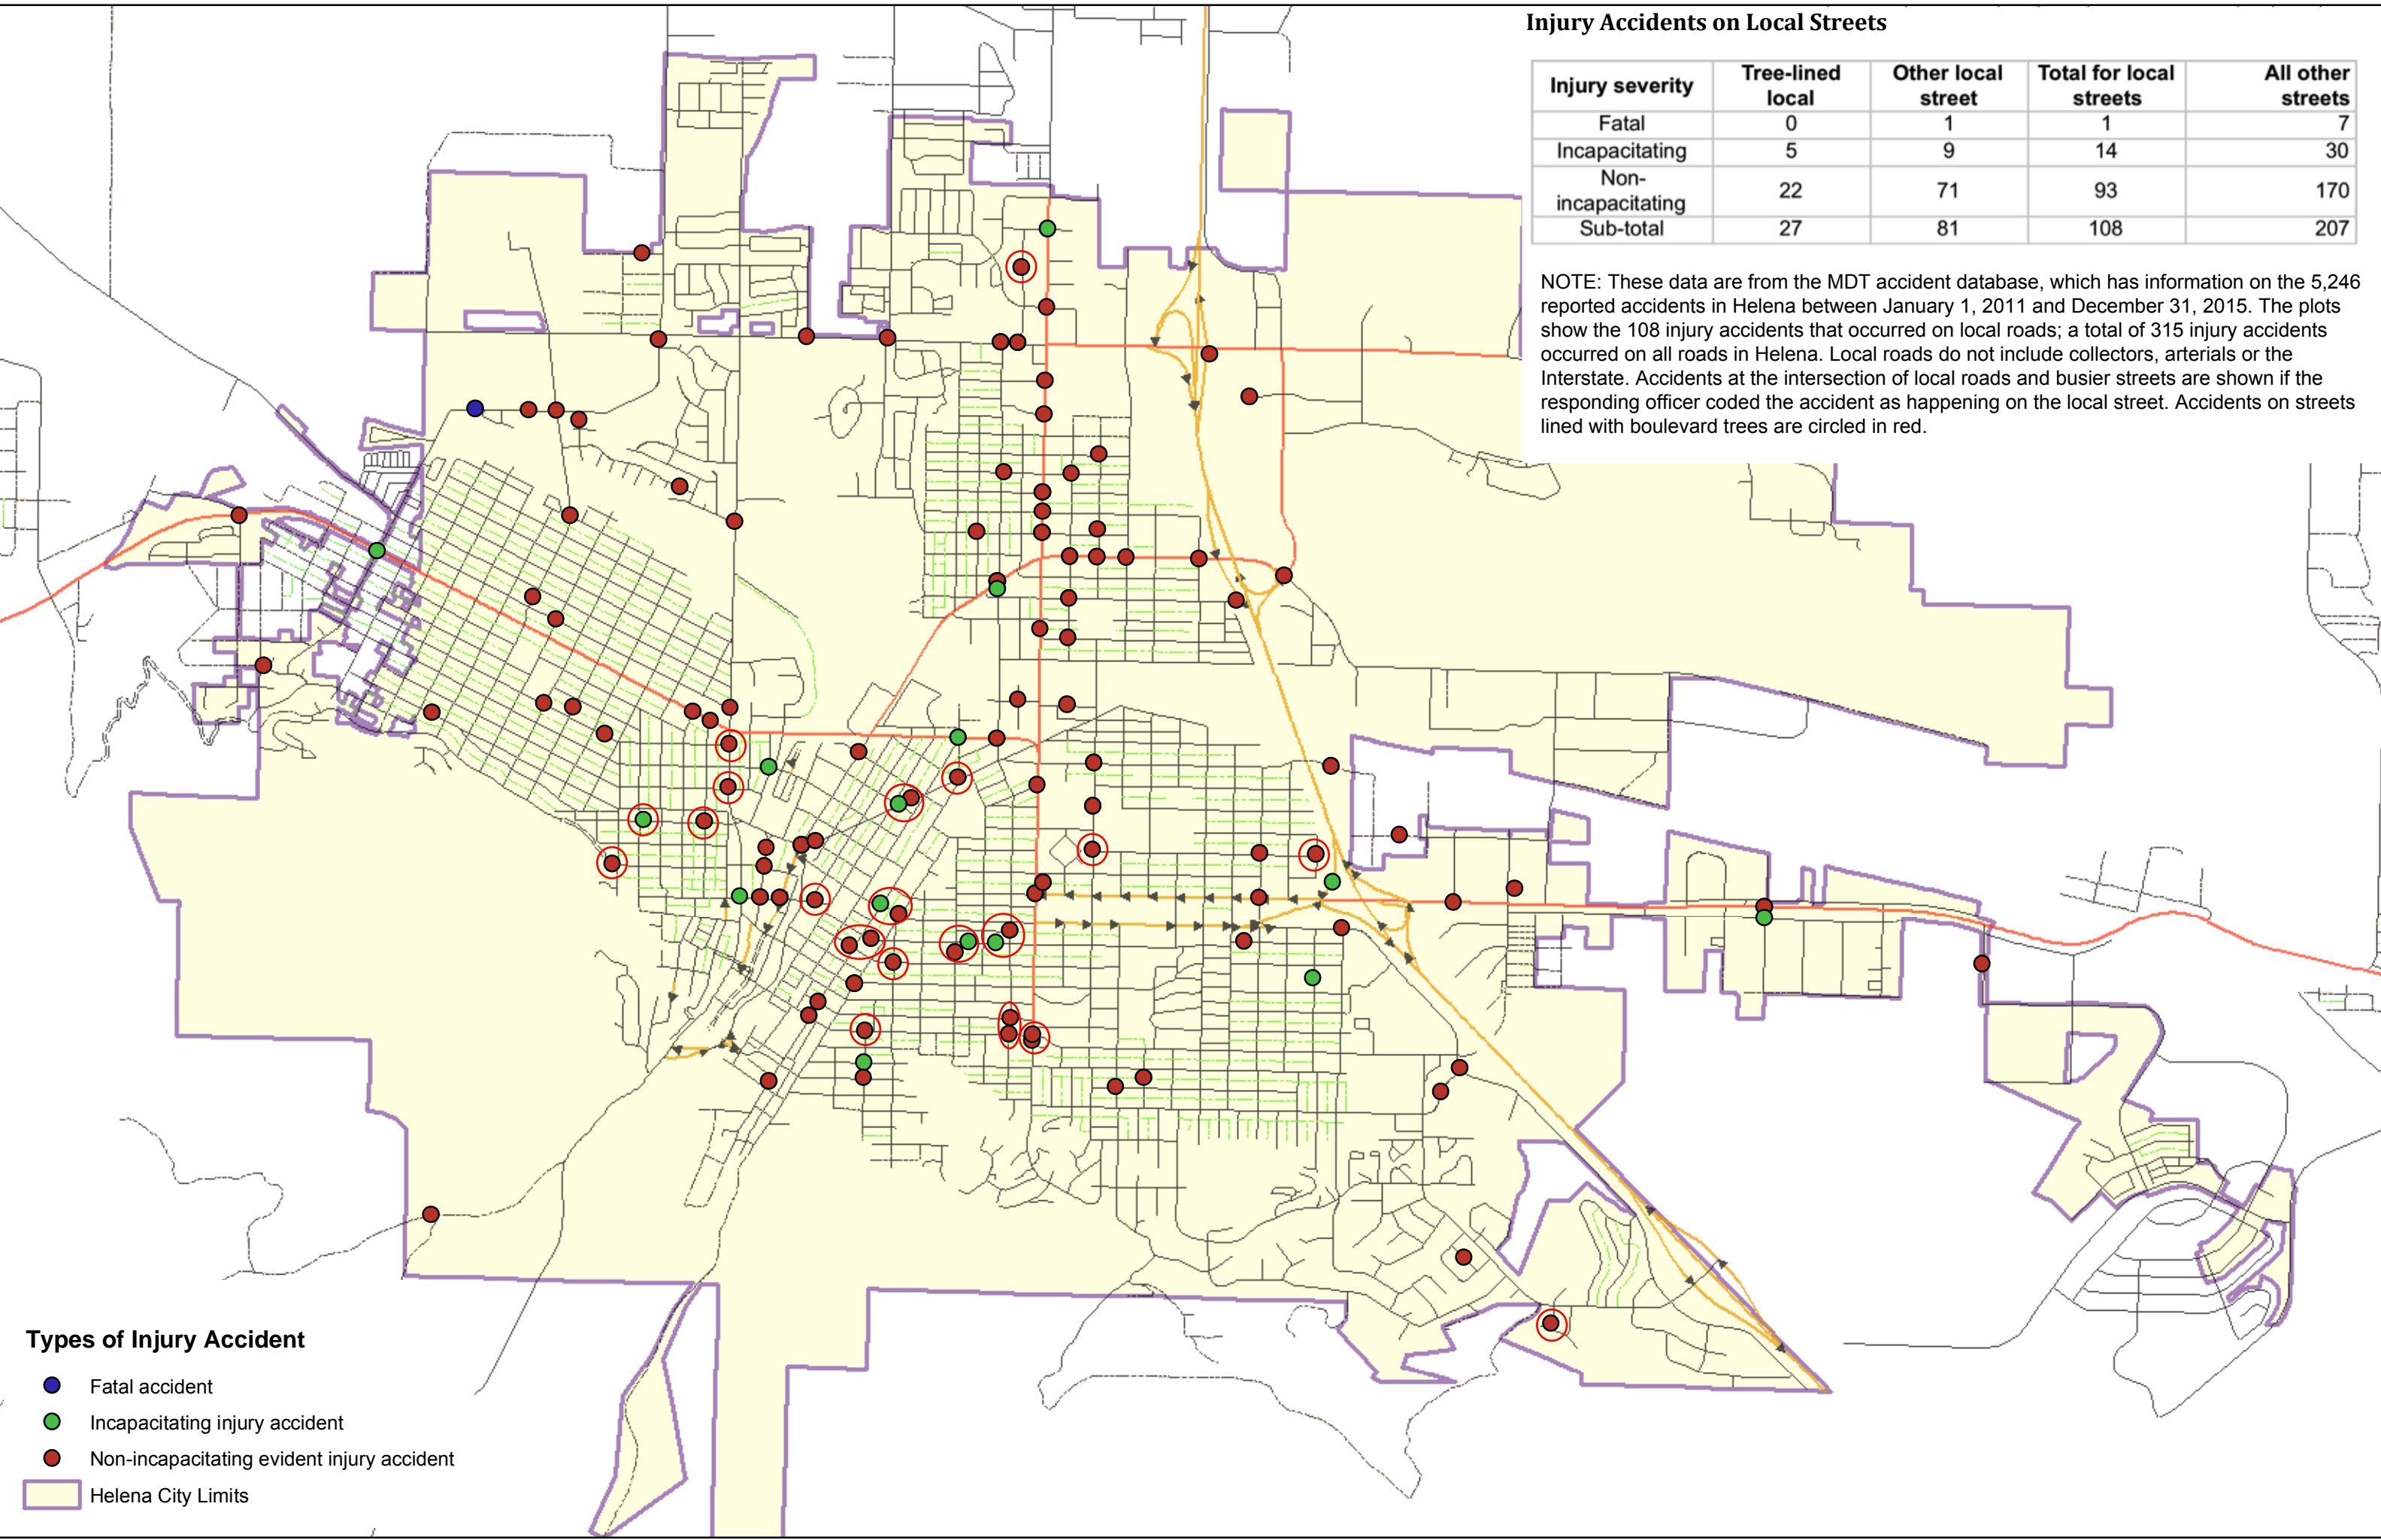 Injury Accidents on Local Streets
Injury severity Tree-lined local Other local street Total for local streets All other streets
Fatal 0 1 1 7
Incapacitating 5 9 14 30
Non-incapacitating 22 71 93 170
Sub-total 27 81 108 207
NOTE: These data are from the MDT accident database, which has information on the 5,246
reported accidents in Helena between January 1, 2011 and December 31, 2015. The plots
show the 108 injury accidents that occurred on local roads; a total of 315 injury accidents
occurred on all roads in Helena. Local roads do not include collectors, arterials or the
Interstate. Accidents at the intersection of local roads and busier streets are shown if the
responding officer coded the accident as happening on the local street. Accidents on streets
lined with boulevard trees are circled in red.
Types of Injury Accident
Fatal accident
Incapacitating injury accident
Non-incapacitating evident injury accident
Helena City Limits